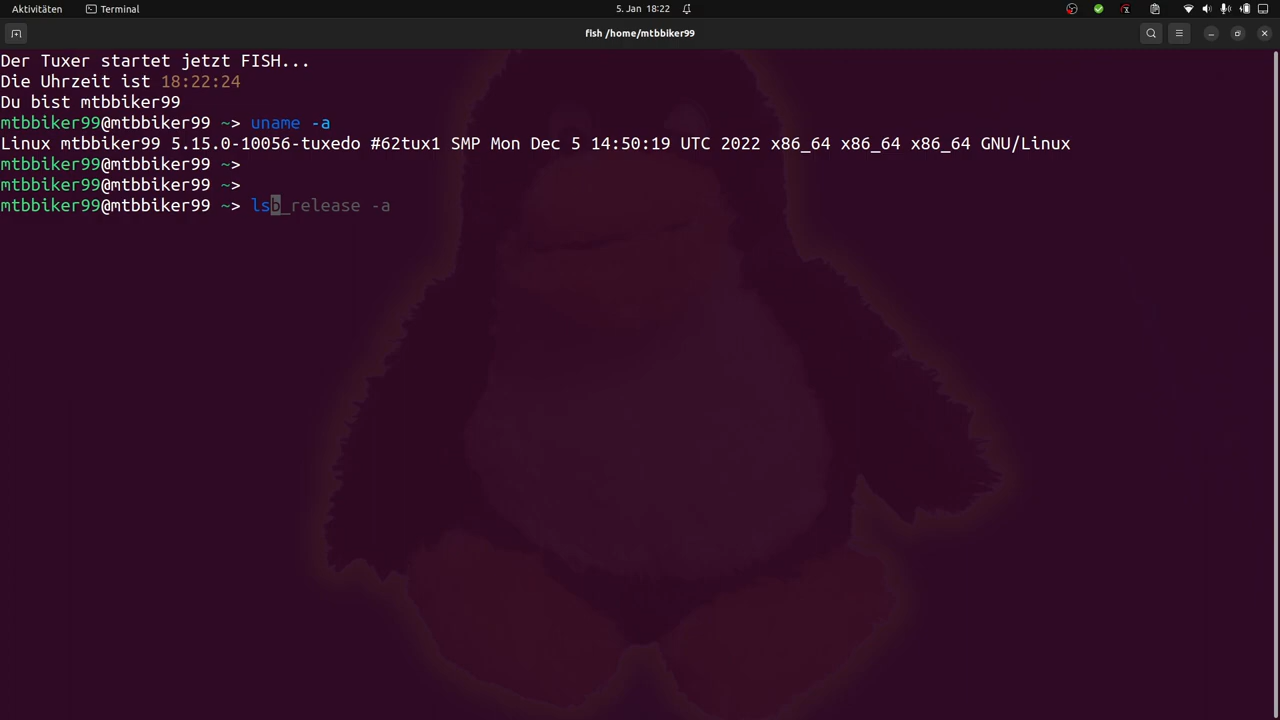 Aktivitäten
Terminal
5. Jan 18:22
fish /home/mtbbiker99
Der Tuxer startet jetzt FISH...
Die Uhrzeit ist 18:22:24
Du bist mtbbiker99
mtbbiker99@mtbbiker99 ~> uname -a
Linux mtbbiker99 5.15.0-10056-tuxedo #62tux1 SMP Mon Dec 5 14:50:19 UTC 2022 x86_64 x86_64 x86_64 GNU/Linux
mtbbiker99@mtbbiker99 ~>
mtbbiker99@mtbbiker99 ~>
mtbbiker99@mtbbiker99 ~> lsb_release -a